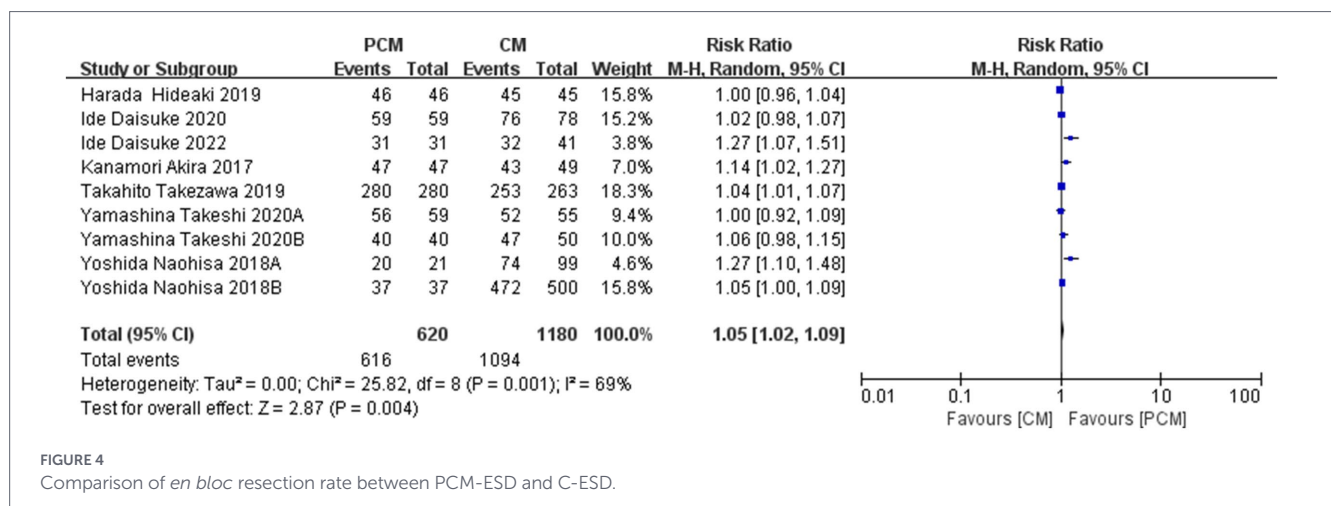 PCM CM Risk Ratio Risk Ratio
Study or Subgroup Events Total Events Total Weight M-H, Random, 95% CI M-H, Random, 95% CI
Harada Hideaki 2019 46 46 45 45 15.8% 1.00 [0.96, 1.04]
Ide Daisuke 2020 59 59 76 78 15.2% 1.02 [0.98, 1.07]
Ide Daisuke 2022 31 31 32 41 3.8% 1.27 [1.07, 1.51]
Kanamori Akira 2017 47 47 43 49 7.0% 1.14 [1.02, 1.27]
Takahito Takezawa 2019 280 280 253 263 18.3% 1.04 [1.01, 1.07]
Yamashina Takeshi 2020A 56 59 52 55 9.4% 1.00 [0.92, 1.09]
Yamashina Takeshi 2020B 40 40 47 50 10.0% 1.06 [0.98, 1.15]
Yoshida Naohisa 2018A 20 21 74 99 4.6% 1.27 [1.10, 1.48]
Yoshida Naohisa 2018B 37 37 472 500 15.8% 1.05 [1.00, 1.09]
Total (95% CI) 620 1180 100.0% 1.05 [1.02, 1.09]
Total events 616 1094
Heterogeneity: Tau² = 0.00; Chi² = 25.82, df = 8 (P = 0.001); I² = 69%
Test for overall effect: Z = 2.87 (P = 0.004)
0.01 0.1 1 10 100
Favours [CM] Favours [PCM]
FIGURE 4
Comparison of en bloc resection rate between PCM-ESD and C-ESD.